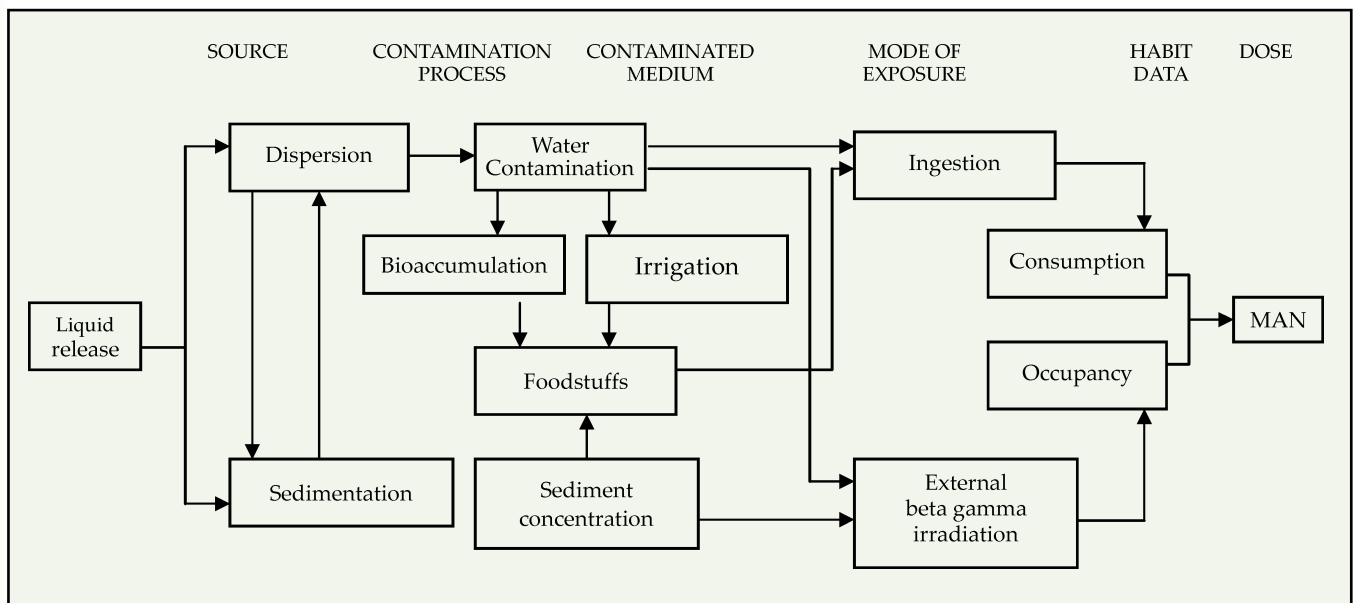 SOURCE
CONTAMINATION
PROCESS
CONTAMINATED
MEDIUM
MODE OF
EXPOSURE
HABIT
DATA
DOSE
Dispersion
Water
Contamination
Ingestion
Bioaccumulation
Irrigation
Consumption
Liquid
release
MAN
Foodstuffs
Occupancy
Sedimentation
Sediment
concentration
External
beta gamma
irradiation